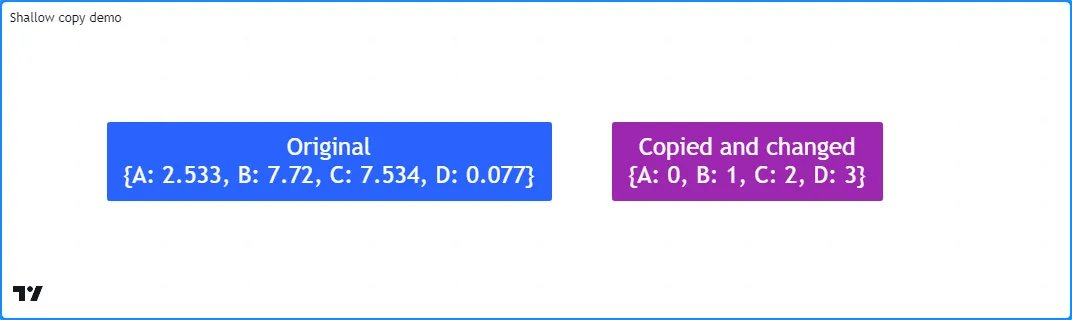 Shallow copy demo
Original
{A: 2.533, B: 7.72, C: 7.534, D: 0.077}
Copied and changed
{A: 0, B: 1, C: 2, D: 3}
TV